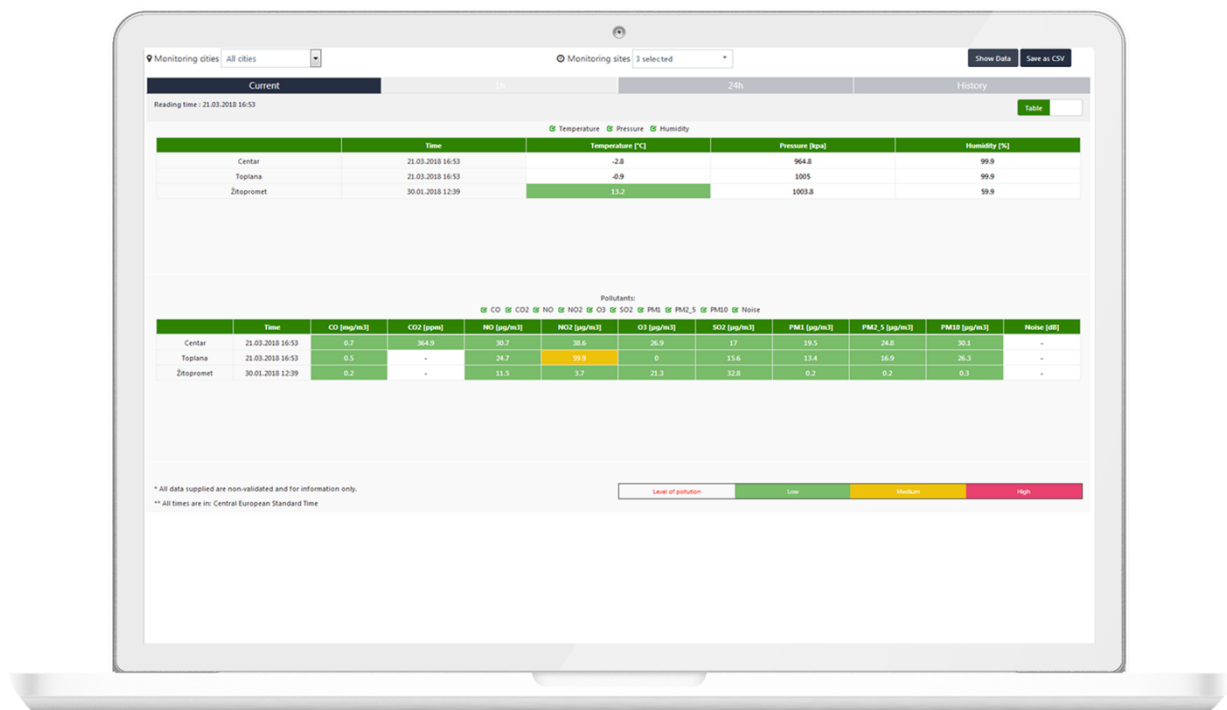 Monitoring cities All cities Monitoring sites 3 selected Show Data Save as CSV
Current 1h 24h History
Reading time : 21.03.2018 16:53 Table
Temperature Pressure Humidity
Time Temperature [°C] Pressure [kpa] Humidity [%]
Centar 21.03.2018 16:53 -2.8 964.8 99.9
Toplana 21.03.2018 16:53 -0.9 1005 99.9
Žitopromet 30.01.2018 12:39 13.2 1003.8 59.9
Pollutants:
CO CO2 NO NO2 O3 SO2 PM1 PM2_5 PM10 Noise
Time CO [mg/m3] CO2 [ppm] NO [µg/m3] NO2 [µg/m3] O3 [µg/m3] SO2 [µg/m3] PM1 [µg/m3] PM2_5 [µg/m3] PM10 [µg/m3] Noise [dB]
Centar 21.03.2018 16:53 0.7 364.9 30.7 38.6 26.9 17 19.5 24.8 30.1 -
Toplana 21.03.2018 16:53 0.5 - 24.7 59.9 0 15.6 13.4 16.9 26.3 -
Žitopromet 30.01.2018 12:39 0.2 - 11.5 3.7 21.3 32.8 0.2 0.2 0.3 -
* All data supplied are non-validated and for information only.
Level of pollution Low Medium High
** All times are in: Central European Standard Time